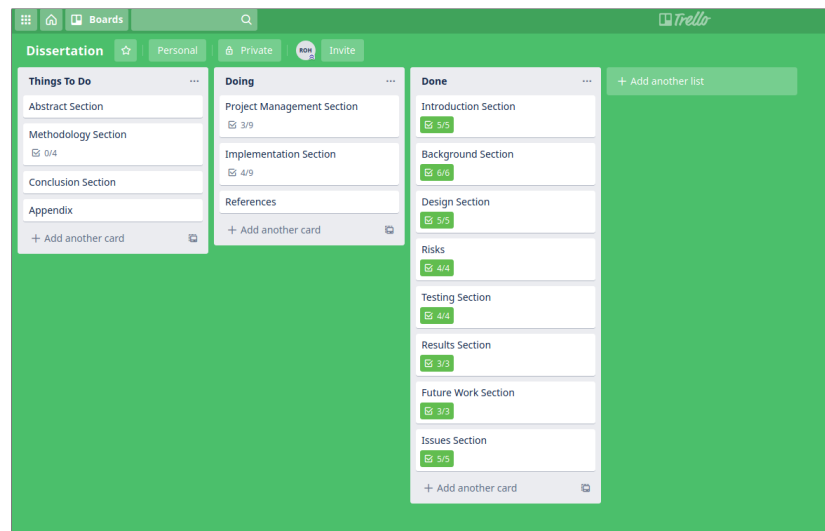 Boards
Trello
Dissertation
Personal
Private
ROM
Invite
Things To Do
Abstract Section
Methodology Section
0/4
Conclusion Section
Appendix
+ Add another card
Doing
Project Management Section
3/9
Implementation Section
4/9
References
+ Add another card
Done
Introduction Section
5/5
Background Section
6/6
Design Section
5/5
Risks
4/4
Testing Section
4/4
Results Section
3/3
Future Work Section
3/3
Issues Section
5/5
+ Add another card
+ Add another list